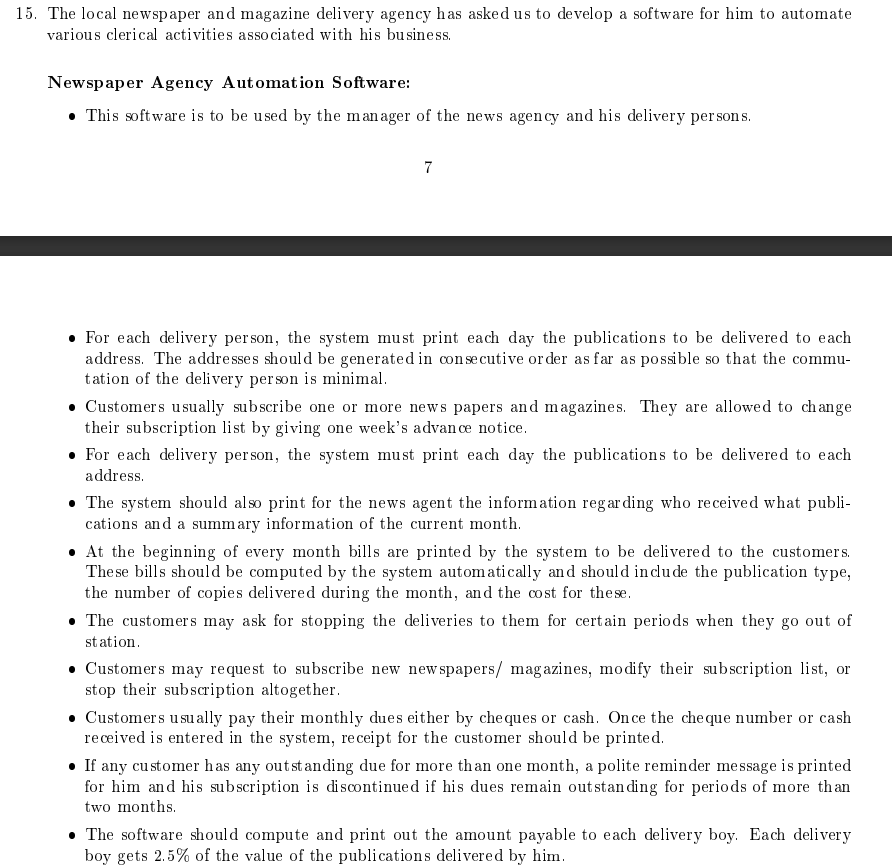 15. The local newspaper and magazine delivery agency has asked us to develop a software for him to automate
various clerical activities associated with his business.
Newspaper Agency Automation Software:
• This software is to be used by the manager of the news agency and his delivery persons.
7
• For each delivery person, the system must print each day the publications to be delivered to each
address. The addresses should be generated in consecutive order as far as possible so that the commu-
tation of the delivery person is minimal.
• Customers usually subscribe one or more news papers and magazines. They are allowed to change
their subscription list by giving one week's advance notice.
• For each delivery person, the system must print each day the publications to be delivered to each
address.
• The system should also print for the news agent the information regarding who received what publi-
cations and a summary information of the current month.
• At the beginning of every month bills are printed by the system to be delivered to the customers.
These bills should be computed by the system automatically and should include the publication type,
the number of copies delivered during the month, and the cost for these.
• The customers may ask for stopping the deliveries to them for certain periods when they go out of
station.
• Customers may request to subscribe new newspapers/ magazines, modify their subscription list, or
stop their subscription altogether.
• Customers usually pay their monthly dues either by cheques or cash. Once the cheque number or cash
received is entered in the system, receipt for the customer should be printed.
• If any customer has any outstanding due for more than one month, a polite reminder message is printed
for him and his subscription is discontinued if his dues remain outstanding for periods of more than
two months.
• The software should compute and print out the amount payable to each delivery boy. Each delivery
boy gets 2.5% of the value of the publications delivered by him.